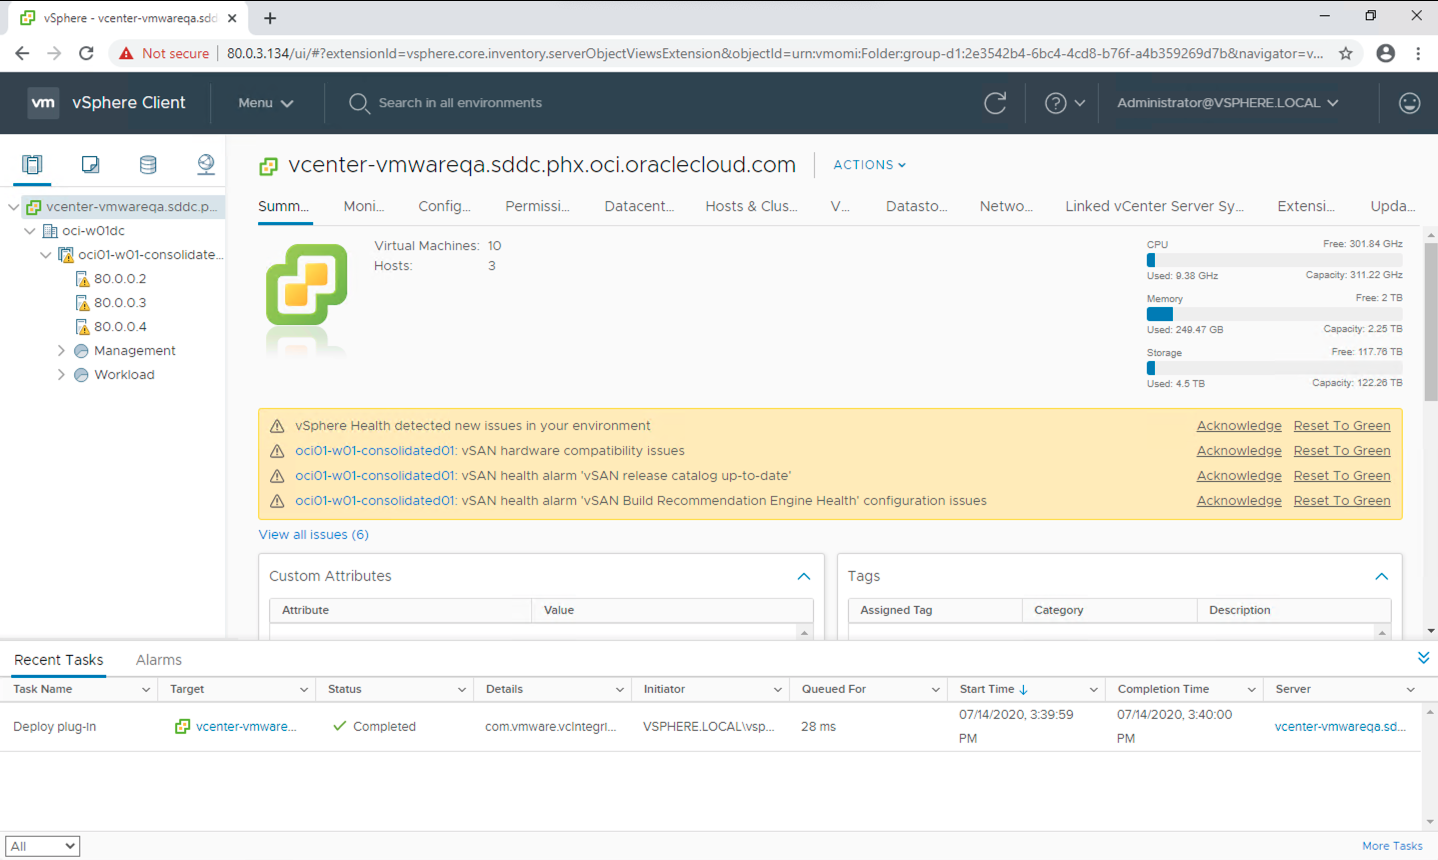 vSphere - vcenter-vmwareqa.sdd
Not secure
80.0.3.134/ui/#?extensionId=vsphere.core.inventory.serverObjectViewsExtension&objectId=urn:vmomi:Folder:group-d1:2e3542b4-6bc4-4cd8-b76f-a4b359269d7b&navigator=v...
vm vSphere Client Menu Search in all environments Administrator@VSPHERE.LOCAL
vcenter-vmwareqa.sddc.p...
oci-w01dc
oci01-w01-consolidate...
80.0.0.2
80.0.0.3
80.0.0.4
Management
Workload
vcenter-vmwareqa.sddc.phx.oci.oraclecloud.com ACTIONS
Summ... Moni... Config... Permissi... Datacent... Hosts & Clus... V... Datasto... Netwo... Linked vCenter Server Sy... Extensi... Upda...
Virtual Machines: 10
Hosts: 3
CPU Free: 301.84 GHz
Used: 9.38 GHz Capacity: 311.22 GHz
Memory Free: 2 TB
Used: 249.47 GB Capacity: 2.25 TB
Storage Free: 117.76 TB
Used: 4.5 TB Capacity: 122.26 TB
vSphere Health detected new issues in your environment Acknowledge Reset To Green
oci01-w01-consolidated01: vSAN hardware compatibility issues Acknowledge Reset To Green
oci01-w01-consolidated01: vSAN health alarm 'vSAN release catalog up-to-date' Acknowledge Reset To Green
oci01-w01-consolidated01: vSAN health alarm 'vSAN Build Recommendation Engine Health' configuration issues Acknowledge Reset To Green
View all issues (6)
Custom Attributes
Attribute Value
Tags
Assigned Tag Category Description
Recent Tasks Alarms
Task Name Target Status Details Initiator Queued For Start Time Completion Time Server
Deploy plug-in vcenter-vmware... Completed com.vmware.vcIntegri... VSPHERE.LOCAL\vsp... 28 ms 07/14/2020, 3:39:59 PM 07/14/2020, 3:40:00 PM vcenter-vmwareqa.sd...
All More Tasks